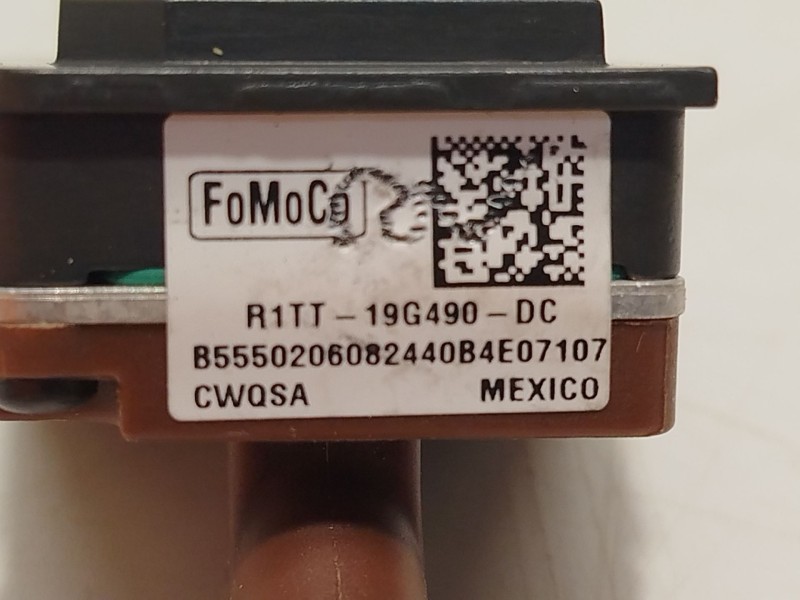 FoMoCo
R1TT - 19G490 - DC
B5550206082440B4E07107
CWQSA MEXICO